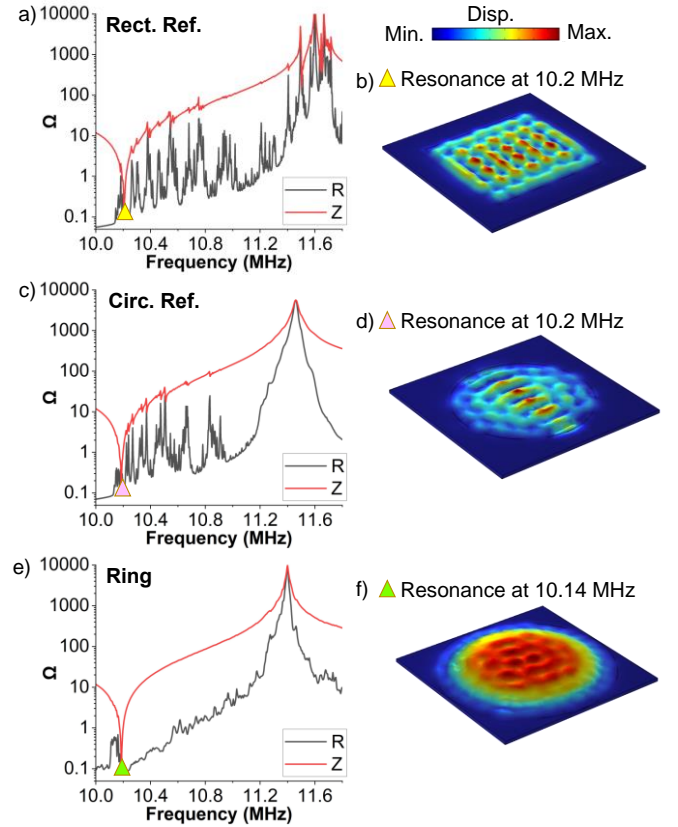 a)
Rect. Ref.
10000
1000
100
10
1
0.1
Ω
R
Z
10.0 10.4 10.8 11.2 11.6
Frequency (MHz)
Disp.
Min. Max.
b) Resonance at 10.2 MHz
c)
Circ. Ref.
10000
1000
100
10
1
0.1
Ω
R
Z
10.0 10.4 10.8 11.2 11.6
Frequency (MHz)
d) Resonance at 10.2 MHz
e)
Ring
10000
1000
100
10
1
0.1
Ω
R
Z
10.0 10.4 10.8 11.2 11.6
Frequency (MHz)
f) Resonance at 10.14 MHz